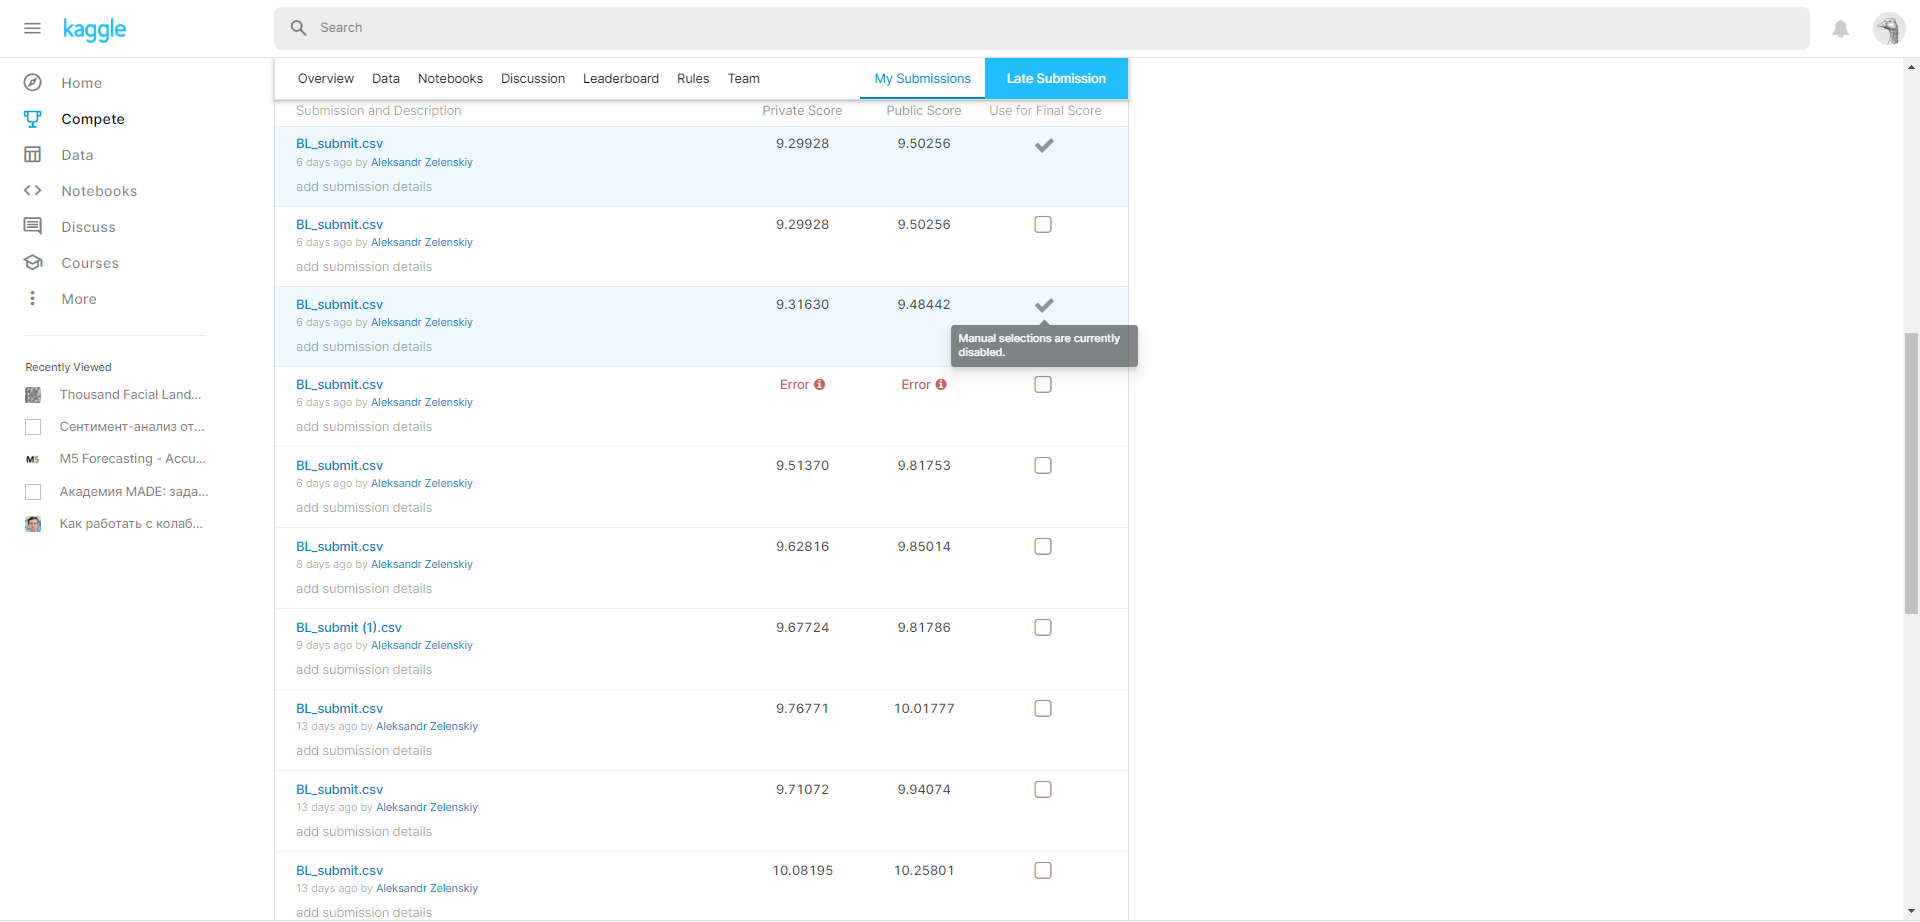 kaggle
Search
Home
Compete
Data
Notebooks
Discuss
Courses
More
Recently Viewed
Thousand Facial Land...
Сентимент-анализ от...
M5
M5 Forecasting - Accu...
Академия MADE: зада...
Как работать с колаб...
Overview Data Notebooks Discussion Leaderboard Rules Team My Submissions Late Submission
Submission and Description Private Score Public Score Use for Final Score
BL_submit.csv 9.29928 9.50256
6 days ago by Aleksandr Zelenskiy
add submission details
BL_submit.csv 9.29928 9.50256
6 days ago by Aleksandr Zelenskiy
add submission details
BL_submit.csv 9.31630 9.48442
6 days ago by Aleksandr Zelenskiy
add submission details
Manual selections are currently
disabled.
BL_submit.csv Error Error
6 days ago by Aleksandr Zelenskiy
add submission details
BL_submit.csv 9.51370 9.81753
6 days ago by Aleksandr Zelenskiy
add submission details
BL_submit.csv 9.62816 9.85014
8 days ago by Aleksandr Zelenskiy
add submission details
BL_submit (1).csv 9.67724 9.81786
9 days ago by Aleksandr Zelenskiy
add submission details
BL_submit.csv 9.76771 10.01777
13 days ago by Aleksandr Zelenskiy
add submission details
BL_submit.csv 9.71072 9.94074
13 days ago by Aleksandr Zelenskiy
add submission details
BL_submit.csv 10.08195 10.25801
13 days ago by Aleksandr Zelenskiy
add submission details